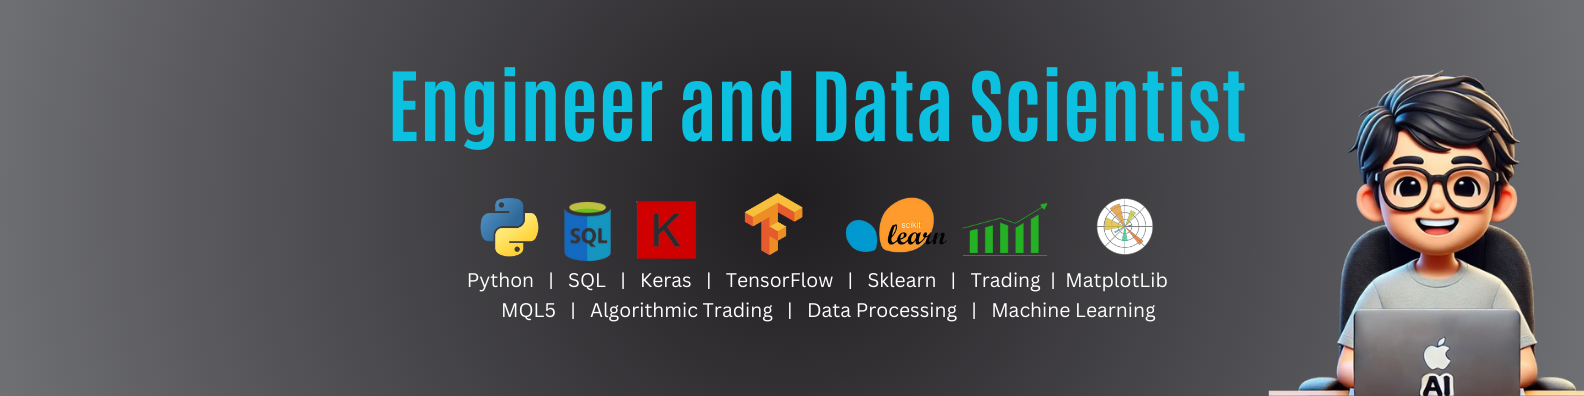 Engineer and Data Scientist
SQL
K
scikit
learn
Python | SQL | Keras | TensorFlow | Sklearn | Trading | MatplotLib
MQL5 | Algorithmic Trading | Data Processing | Machine Learning
AI